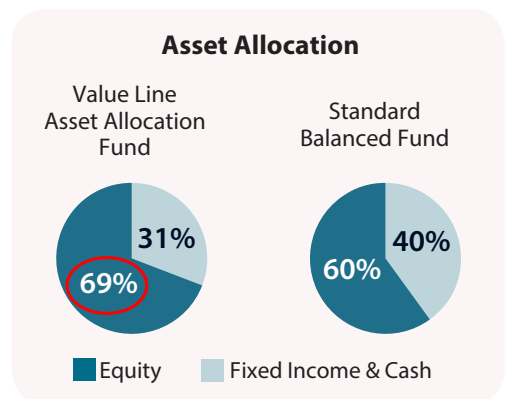 Asset Allocation
Value Line
Asset Allocation
Fund
31%
69%
Standard
Balanced Fund
40%
60%
Equity
Fixed Income & Cash